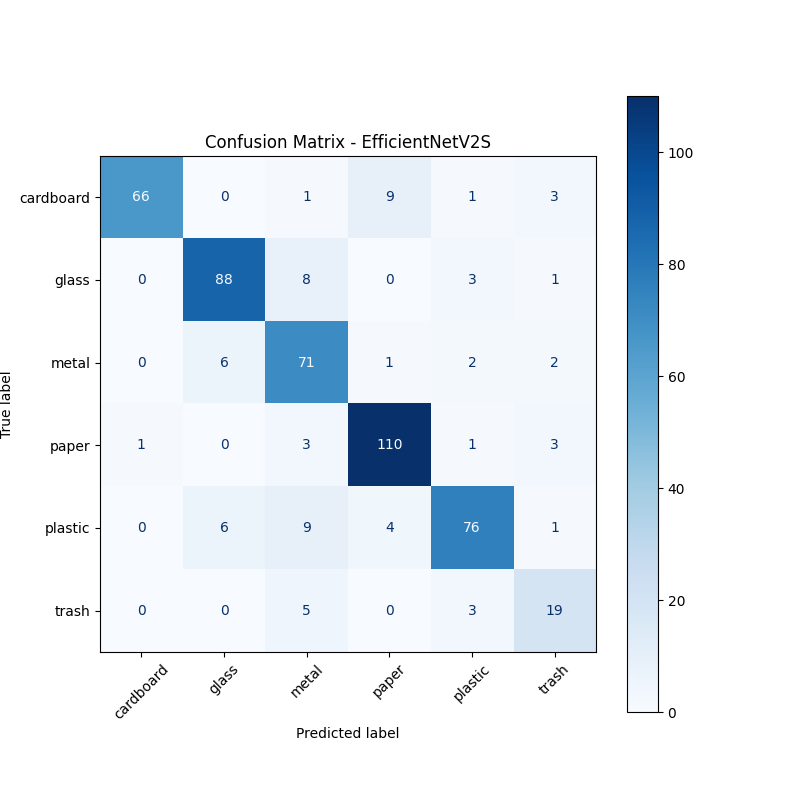 Confusion Matrix - EfficientNetV2S
True label
cardboard 66 0 1 9 1 3
glass 0 88 8 0 3 1
metal 0 6 71 1 2 2
paper 1 0 3 110 1 3
plastic 0 6 9 4 76 1
trash 0 0 5 0 3 19
cardboard glass metal paper plastic trash
Predicted label
100
80
60
40
20
0